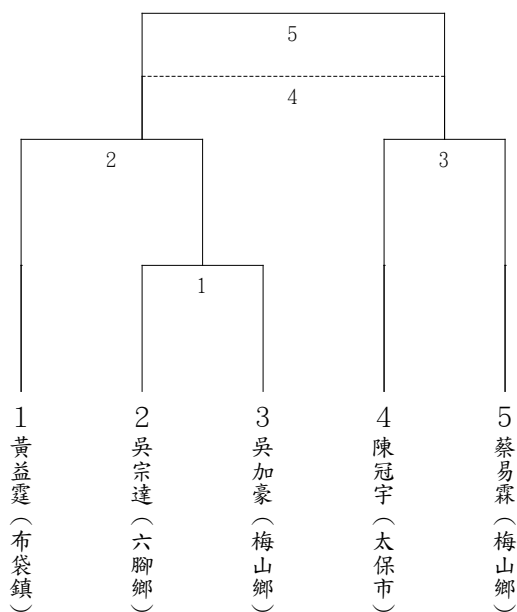 5
4
2
3
1
1 黃益霆（布袋鎮）
2 吳宗達（六腳鄉）
3 吳加豪（梅山鄉）
4 陳冠宇（太保市）
5 蔡易霖（梅山鄉）